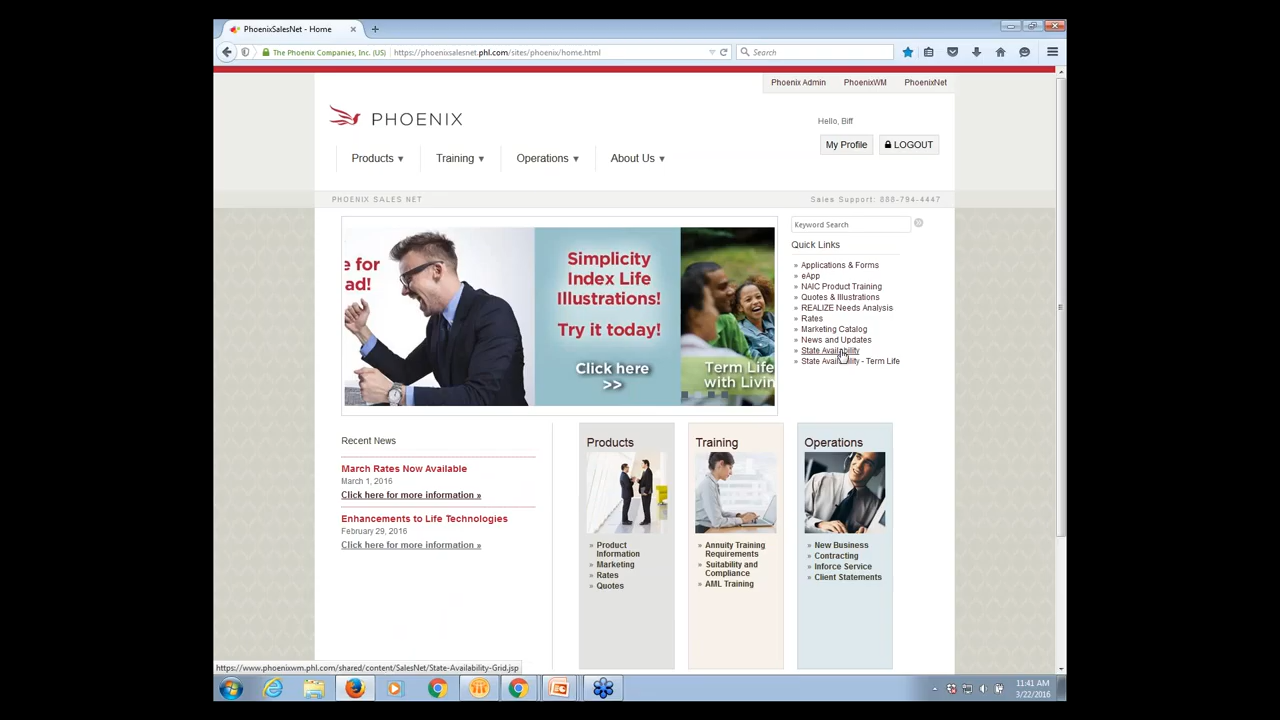 PhoenixSalesNet - Home
The Phoenix Companies, Inc. (US)
https://phoenixsalesnet.phl.com/sites/phoenix/home.html
Search
Phoenix Admin
PhoenixWM
PhoenixNet
PHOENIX
Hello, Biff
My Profile
LOGOUT
Products
Training
Operations
About Us
PHOENIX SALES NET
Sales Support: 888-794-4447
e for
ad!
Simplicity
Index Life
Illustrations!
Try it today!
Click here
>>
Term Life
with Livin
Keyword Search
Quick Links
» Applications & Forms
» eApp
» NAIC Product Training
» Quotes & Illustrations
» REALIZE Needs Analysis
» Rates
» Marketing Catalog
» News and Updates
» State Availability
» State Availability - Term Life
Recent News
March Rates Now Available
March 1, 2016
Click here for more information »
Enhancements to Life Technologies
February 29, 2016
Click here for more information »
Products
» Product
Information
» Marketing
» Rates
» Quotes
Training
» Annuity Training
Requirements
» Suitability and
Compliance
» AML Training
Operations
» New Business
» Contracting
» Inforce Service
» Client Statements
https://www.phoenixwm.phl.com/shared/content/SalesNet/State-Availability-Grid.jsp
11:41 AM
3/22/2016